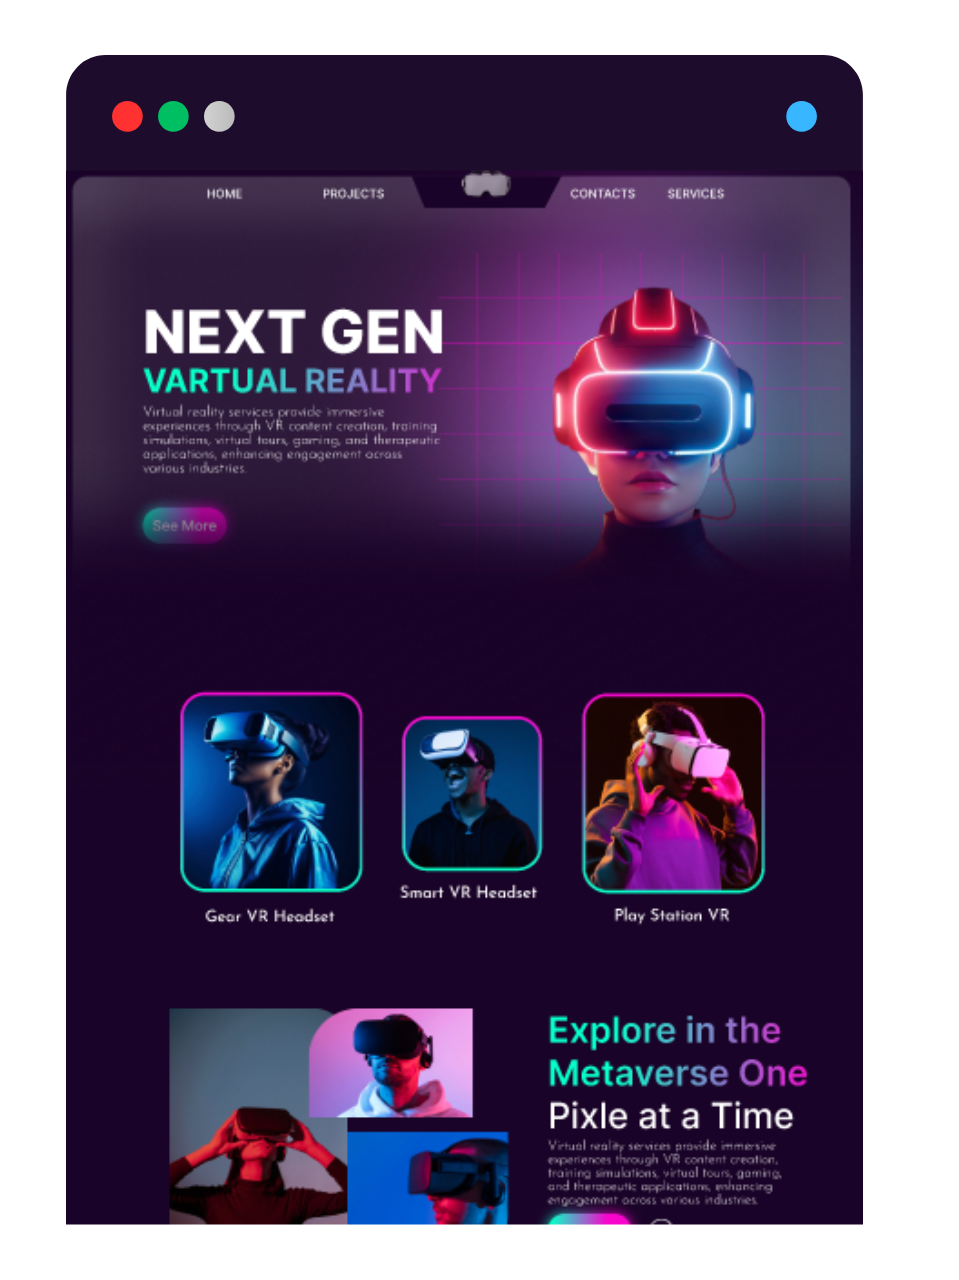 HOME PROJECTS CONTACTS SERVICES
NEXT GEN
VARTUAL REALITY
Virtual reality services provide immersive
experiences through VR content creation, training
simulations, virtual tours, gaming, and therapeutic
applications, enhancing engagement across
various industries.
See More
Gear VR Headset
Smart VR Headset
Play Station VR
Explore in the
Metaverse One
Pixle at a Time
Virtual reality services provide immersive
experiences through VR content creation,
training simulations, virtual tours, gaming,
and therapeutic applications, enhancing
engagement across various industries.